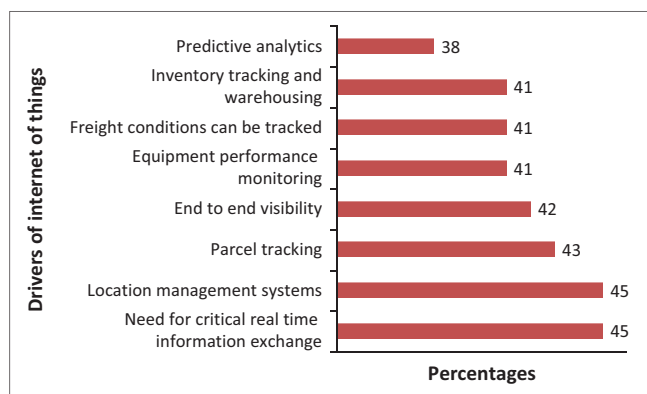 Drivers of internet of things
Predictive analytics
38
Inventory tracking and
warehousing
41
Freight conditions can be tracked
41
Equipment performance
monitoring
41
End to end visibility
42
Parcel tracking
43
Location management systems
45
Need for critical real time
information exchange
45
Percentages